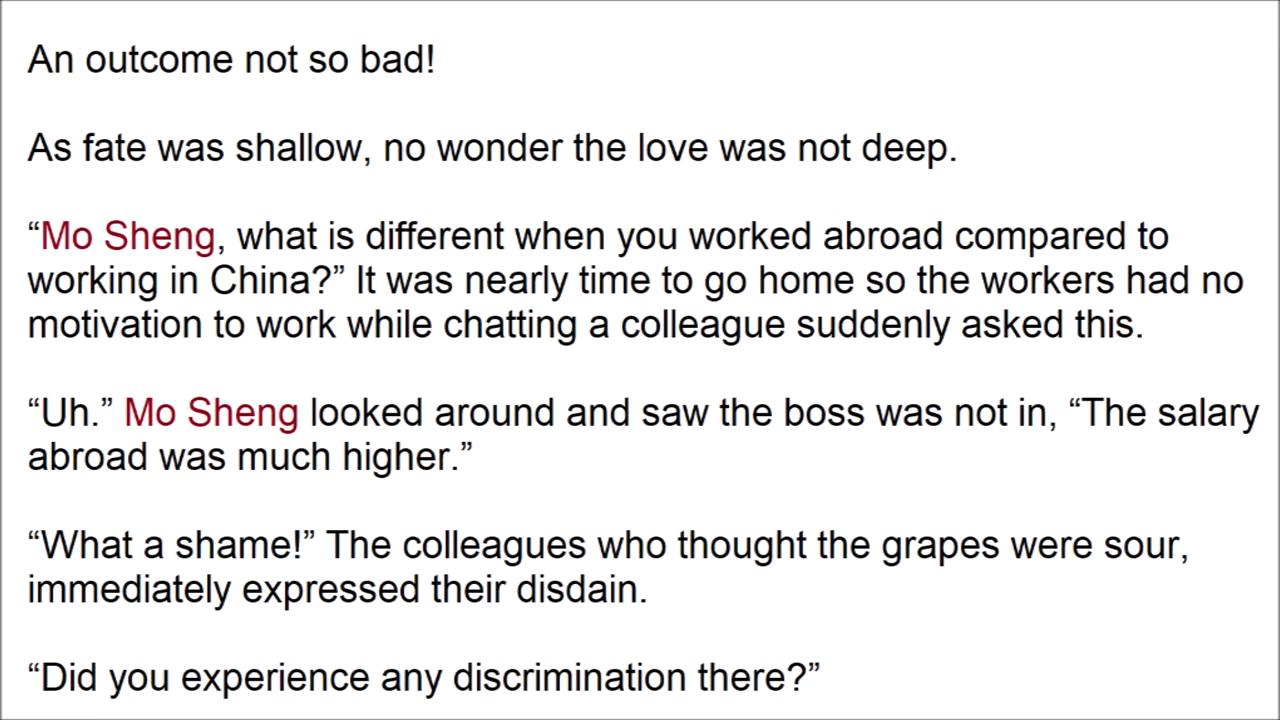 An outcome not so bad!
As fate was shallow, no wonder the love was not deep.
“Mo Sheng, what is different when you worked abroad compared to
working in China?” It was nearly time to go home so the workers had no
motivation to work while chatting a colleague suddenly asked this.
“Uh.” Mo Sheng looked around and saw the boss was not in, “The salary
abroad was much higher.”
“What a shame!” The colleagues who thought the grapes were sour,
immediately expressed their disdain.
“Did you experience any discrimination there?”